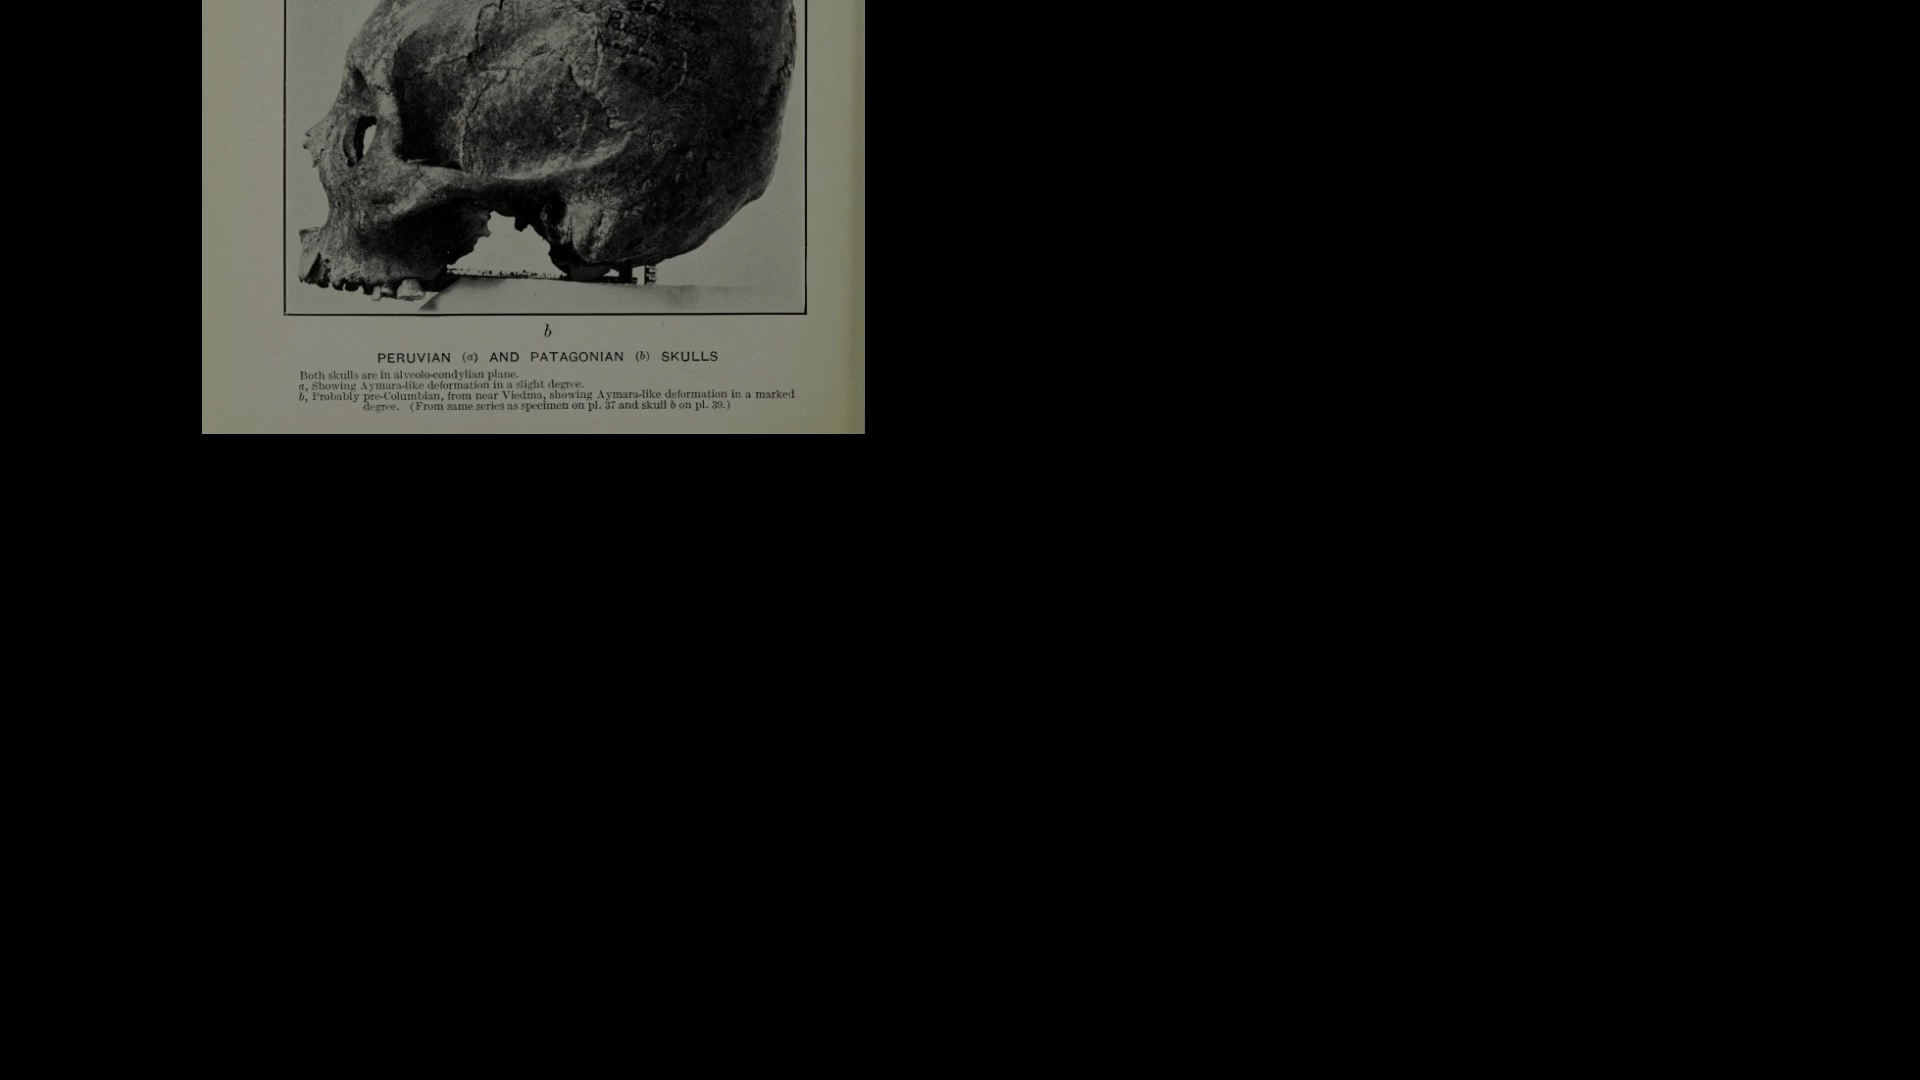 Patagonia
b
PERUVIAN (a) AND PATAGONIAN (b) SKULLS
Both skulls are in alveolo-condylian plane.
a, Showing Aymara-like deformation in a slight degree.
b, Probably pre-Columbian, from near Viedma, showing Aymara-like deformation in a marked
degree. (From same series as specimen on pl. 37 and skull b on pl. 39.)